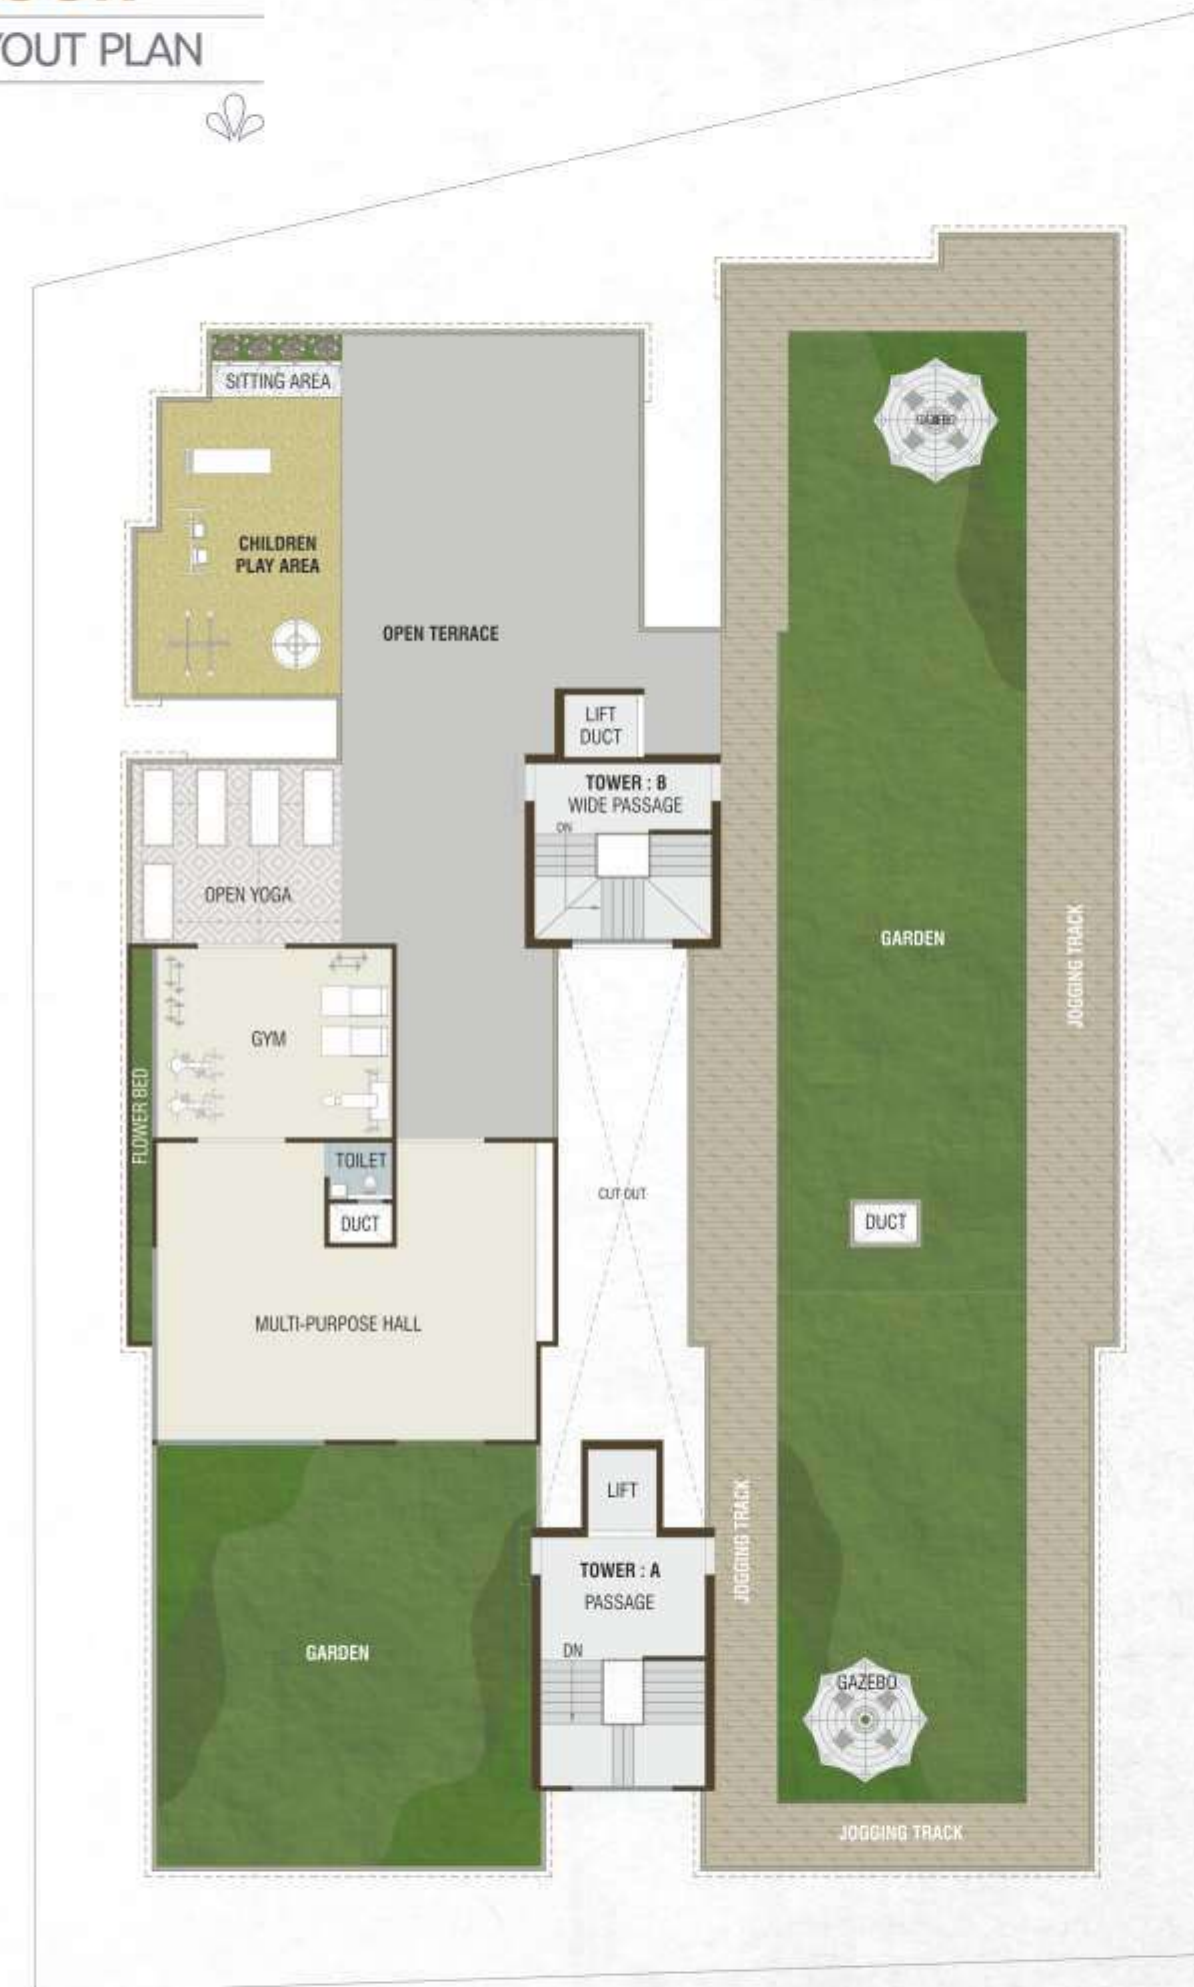 YOUT PLAN
SITTING AREA
GAZEBO
CHILDREN
PLAY AREA
OPEN TERRACE
LIFT
DUCT
TOWER : B
WIDE PASSAGE
DN
OPEN YOGA
GARDEN
JOGGING TRACK
GYM
FLOWER BED
TOILET
CUT OUT
DUCT
DUCT
MULTI-PURPOSE HALL
LIFT
JOGGING TRACK
TOWER : A
PASSAGE
DN
GARDEN
GAZEBO
JOGGING TRACK